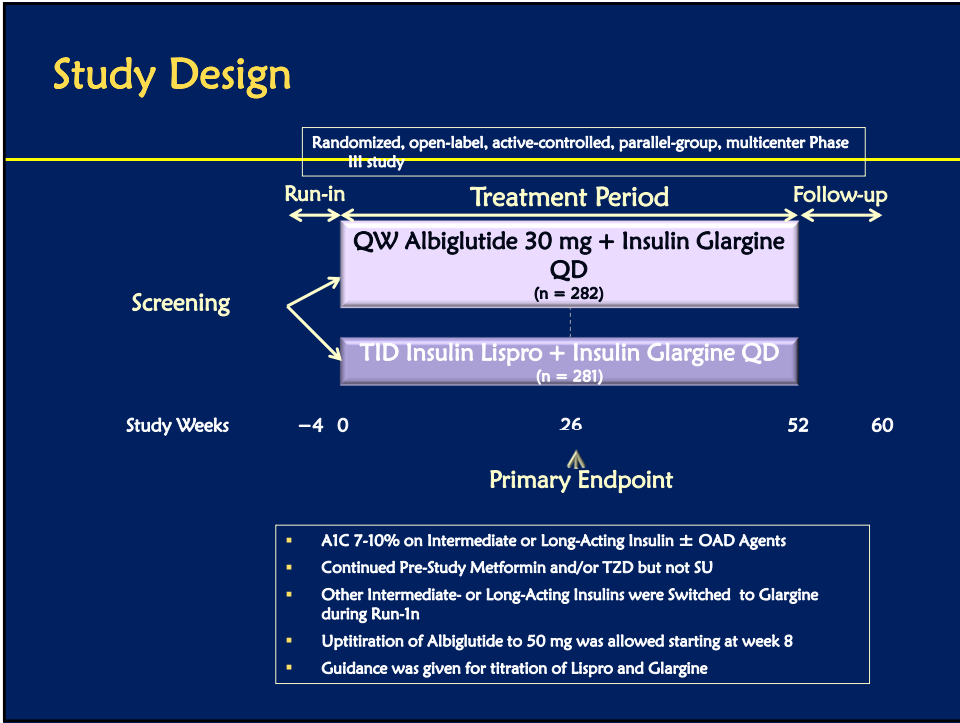 Study Design
Randomized, open-label, active-controlled, parallel-group, multicenter Phase
III study
Run-in
Treatment Period
Follow-up
QW Albiglutide 30 mg + Insulin Glargine
QD
(n = 282)
Screening
TID Insulin Lispro + Insulin Glargine QD
(n = 281)
Study Weeks −4 0 26 52 60
Primary Endpoint
▪ A1C 7-10% on Intermediate or Long-Acting Insulin ± OAD Agents
▪ Continued Pre-Study Metformin and/or TZD but not SU
▪ Other Intermediate- or Long-Acting Insulins were Switched to Glargine
during Run-1n
▪ Uptitiration of Albiglutide to 50 mg was allowed starting at week 8
▪ Guidance was given for titration of Lispro and Glargine